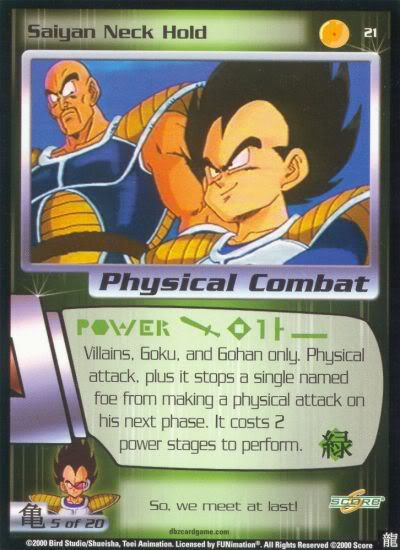 Saiyan Neck Hold
21
Physical Combat
POWER
Villains, Goku, and Gohan only. Physical
attack, plus it stops a single named
foe from making a physical attack on
his next phase. It costs 2
power stages to perform.
緑
亀 5 of 20
So, we meet at last!
SCORE
dbzcardgame.com
©2000 Bird Studio/Shueisha, Toei Animation. Licensed by FUNimation®. All Rights Reserved ©2000 Score
龍